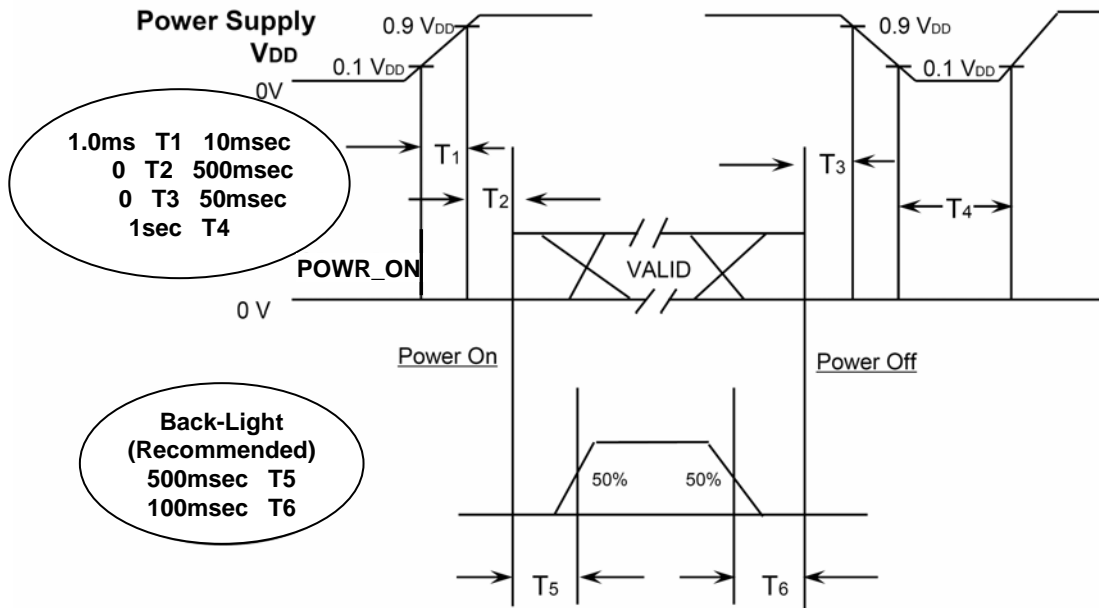 Power Supply
VDD
0.9 VDD
0.1 VDD
0V
0.9 VDD
0.1 VDD
1.0ms T1 10msec
0 T2 500msec
0 T3 50msec
1sec T4
T1
T2
T3
T4
POWR_ON
VALID
0 V
Power On
Power Off
Back-Light
(Recommended)
500msec T5
100msec T6
50%
50%
T5
T6